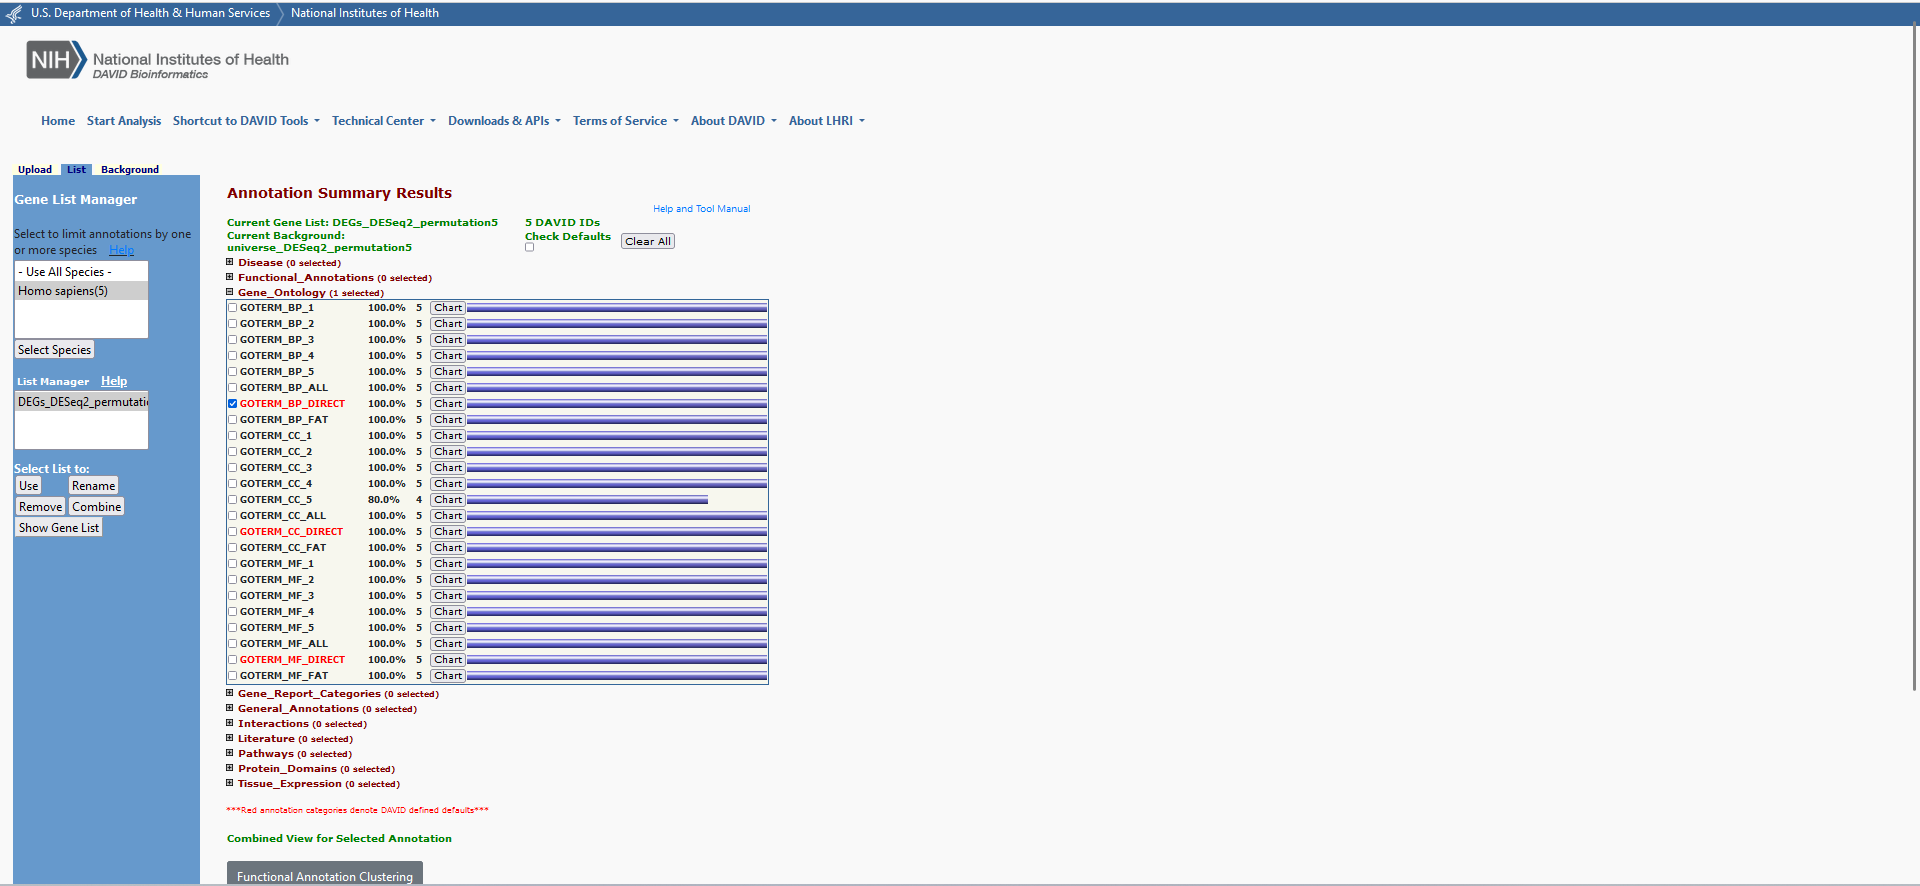 U.S. Department of Health & Human Services National Institutes of Health
NIH National Institutes of Health
DAVID Bioinformatics
Home Start Analysis Shortcut to DAVID Tools Technical Center Downloads & APIs Terms of Service About DAVID About LHRI
Upload List Background
Gene List Manager
Select to limit annotations by one
or more species Help
- Use All Species -
Homo sapiens(5)
Select Species
List Manager Help
DEGs_DESeq2_permutatio
Select List to:
Use Rename
Remove Combine
Show Gene List
Annotation Summary Results
Help and Tool Manual
Current Gene List: DEGs_DESeq2_permutation5 5 DAVID IDs
Current Background: Check Defaults Clear All
universe_DESeq2_permutation5
Disease (0 selected)
Functional_Annotations (0 selected)
Gene_Ontology (1 selected)
GOTERM_BP_1 100.0% 5 Chart
GOTERM_BP_2 100.0% 5 Chart
GOTERM_BP_3 100.0% 5 Chart
GOTERM_BP_4 100.0% 5 Chart
GOTERM_BP_5 100.0% 5 Chart
GOTERM_BP_ALL 100.0% 5 Chart
GOTERM_BP_DIRECT 100.0% 5 Chart
GOTERM_BP_FAT 100.0% 5 Chart
GOTERM_CC_1 100.0% 5 Chart
GOTERM_CC_2 100.0% 5 Chart
GOTERM_CC_3 100.0% 5 Chart
GOTERM_CC_4 100.0% 5 Chart
GOTERM_CC_5 80.0% 4 Chart
GOTERM_CC_ALL 100.0% 5 Chart
GOTERM_CC_DIRECT 100.0% 5 Chart
GOTERM_CC_FAT 100.0% 5 Chart
GOTERM_MF_1 100.0% 5 Chart
GOTERM_MF_2 100.0% 5 Chart
GOTERM_MF_3 100.0% 5 Chart
GOTERM_MF_4 100.0% 5 Chart
GOTERM_MF_5 100.0% 5 Chart
GOTERM_MF_ALL 100.0% 5 Chart
GOTERM_MF_DIRECT 100.0% 5 Chart
GOTERM_MF_FAT 100.0% 5 Chart
Gene_Report_Categories (0 selected)
General_Annotations (0 selected)
Interactions (0 selected)
Literature (0 selected)
Pathways (0 selected)
Protein_Domains (0 selected)
Tissue_Expression (0 selected)
***Red annotation categories denote DAVID defined defaults***
Combined View for Selected Annotation
Functional Annotation Clustering